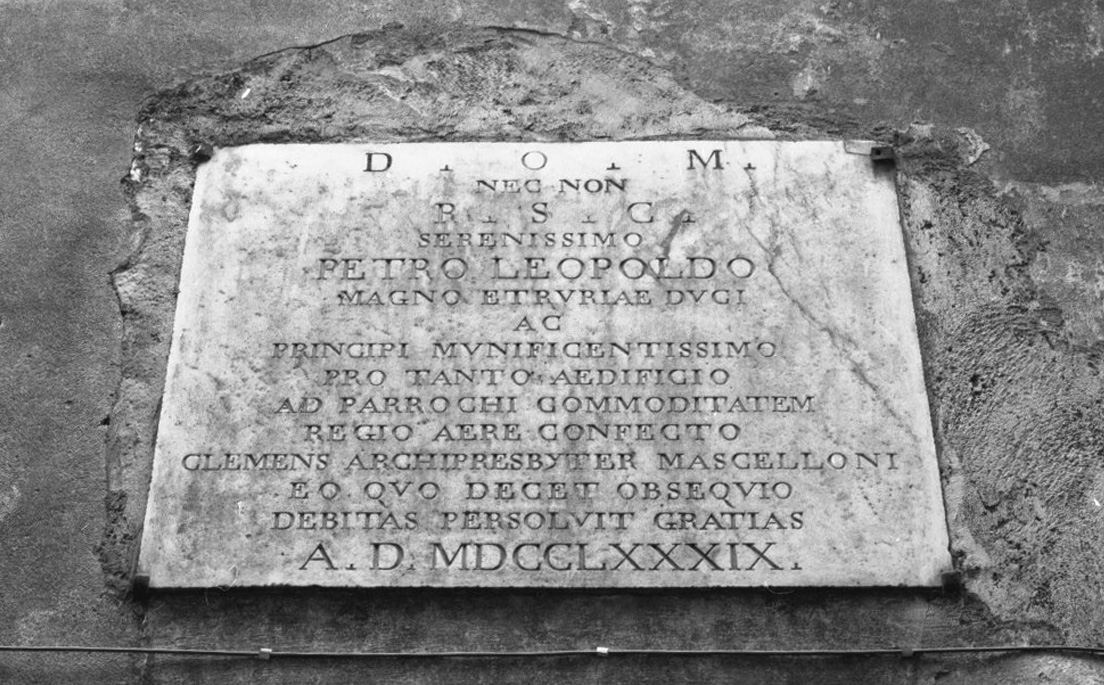 D . O . M .
NEC NON
R . S . C .
SERENISSIMO
PETRO LEOPOLDO
MAGNO ETRVRIAE DVCI
AC
PRINCIPI MVNIFICENTISSIMO
PRO TANTO AEDIFICIO
AD PARROCHI COMMODITATEM
REGIO AERE CONFECTO
CLEMENS ARCHIPRESBYTER MASCELLONI
EO QVO DECET OBSEQVIO
DEBITAS PERSOLVIT GRATIAS
A . D . MDCCLXXXIX .